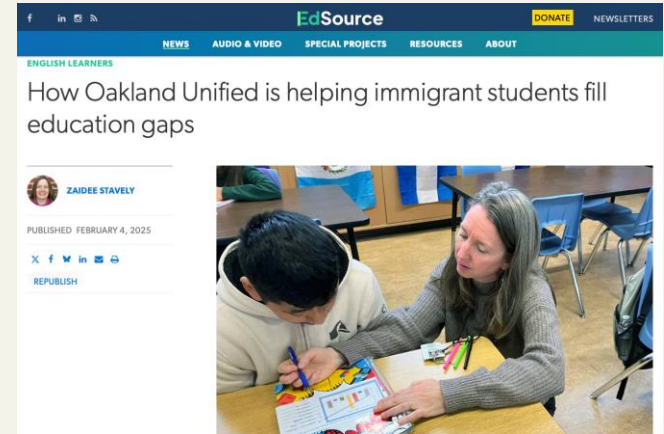 EdSource
DONATE
NEWSLETTERS
NEWS
AUDIO & VIDEO
SPECIAL PROJECTS
RESOURCES
ABOUT
ENGLISH LEARNERS
How Oakland Unified is helping immigrant students fill
education gaps
ZAIDEE STAVELY
PUBLISHED FEBRUARY 4, 2025
REPUBLISH